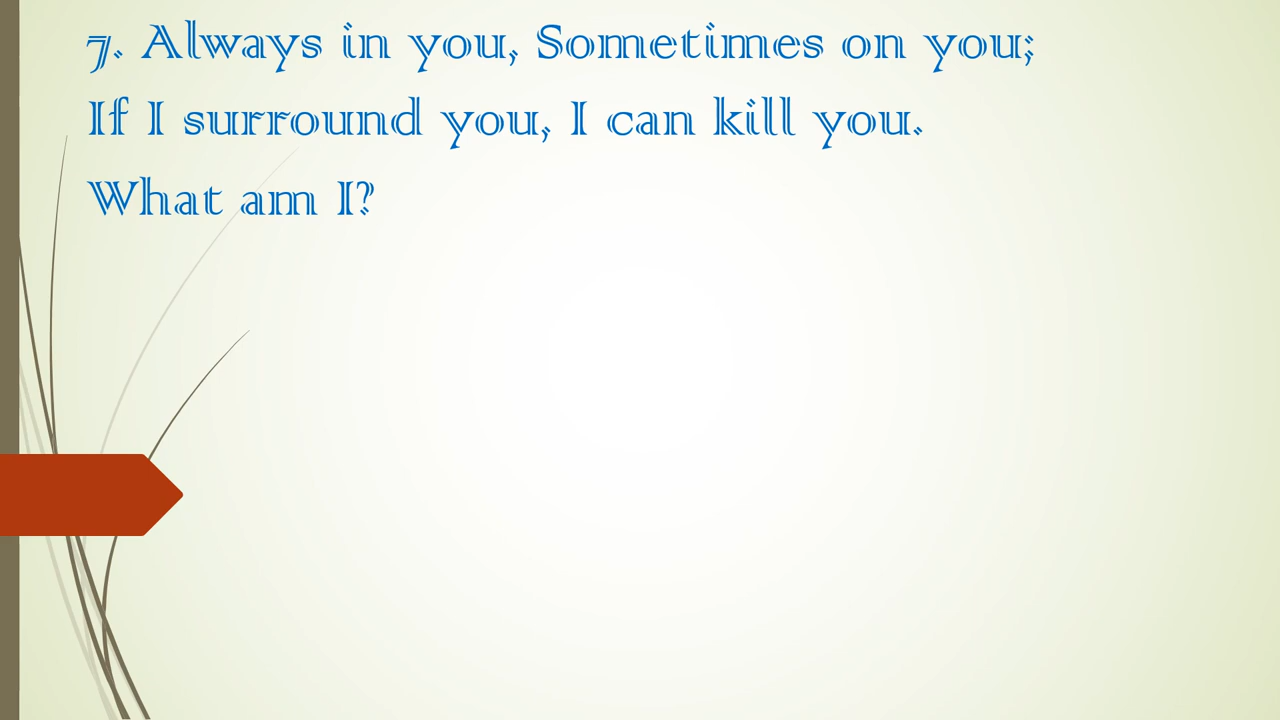 7. Always in you, Sometimes on you;
If I surround you, I can kill you.
What am I?